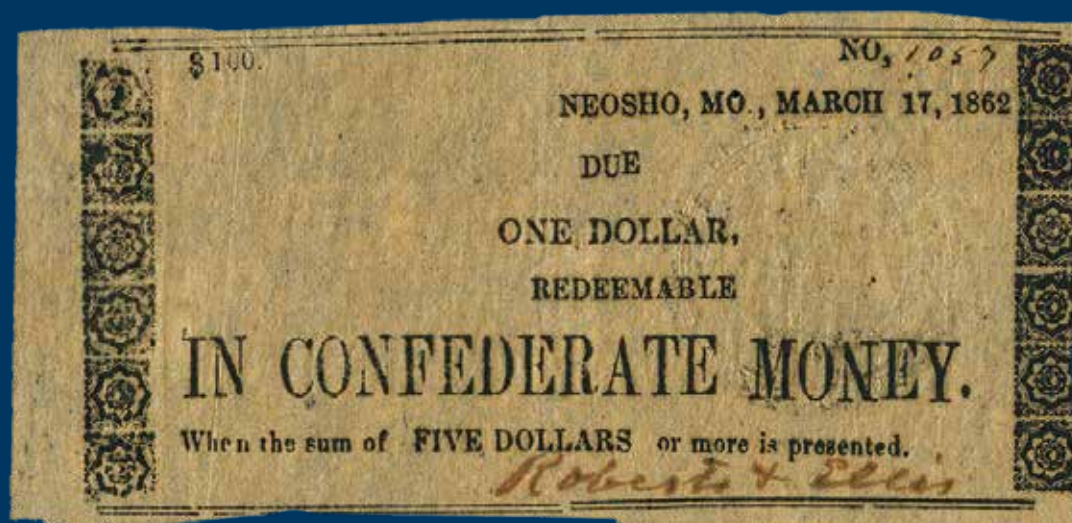 $1 00.
NO, 1057
NEOSHO, MO., MARCH 17, 1862
DUE
ONE DOLLAR,
REDEEMABLE
IN CONFEDERATE MONEY.
When the sum of FIVE DOLLARS or more is presented.
Roberts & Ellis